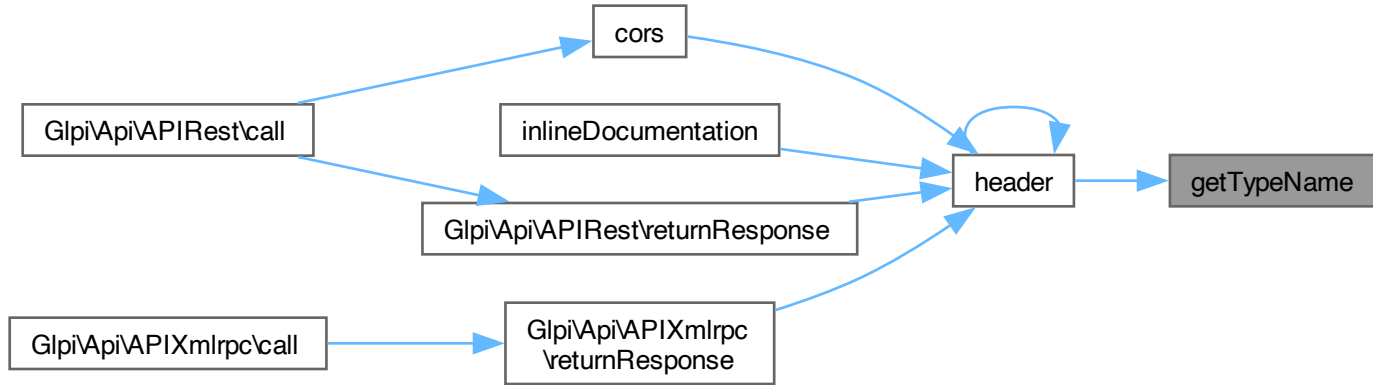 cors
Glpi\Api\APIRest\call
inlineDocumentation
header
getTypeName
Glpi\Api\APIRest\returnResponse
Glpi\Api\APIXmlrpc\call
Glpi\Api\APIXmlrpc
\returnResponse